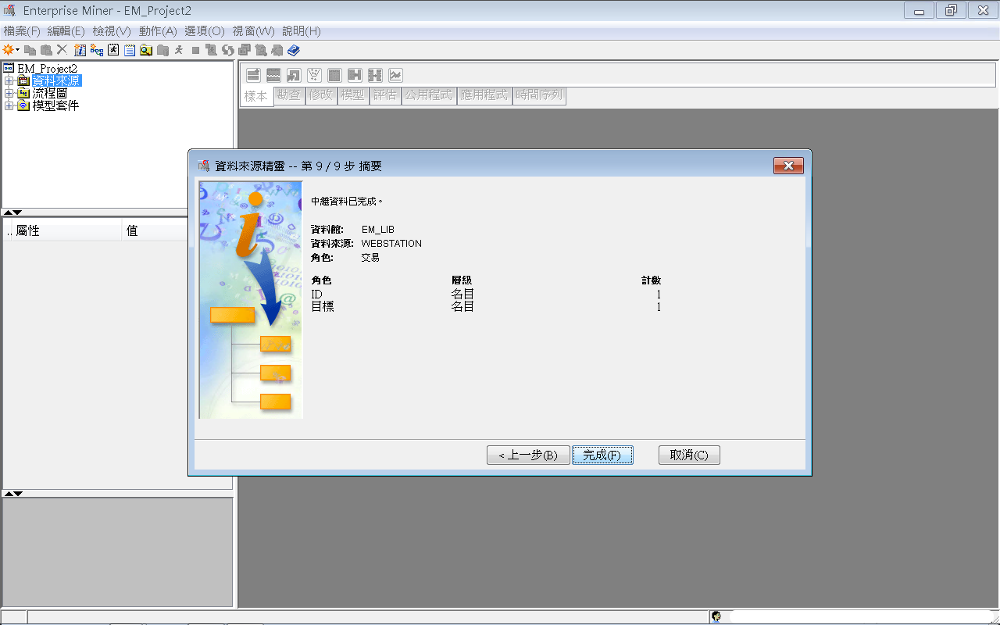 Enterprise Miner - EM_Project2
檔案(F) 編輯(E) 檢視(V) 動作(A) 選項(O) 視窗(W) 說明(H)
EM_Project2
資料來源
流程圖
模型套件
樣本 勘查 修改 模型 評估 公用程式 應用程式 時間序列
.. 屬性 值
資料來源精靈 -- 第 9 / 9 步 摘要
中繼資料已完成。
資料館: EM_LIB
資料來源: WEBSTATION
角色: 交易
角色 層級 計數
ID 名目 1
目標 名目 1
< 上一步(B) 完成(F) 取消(C)